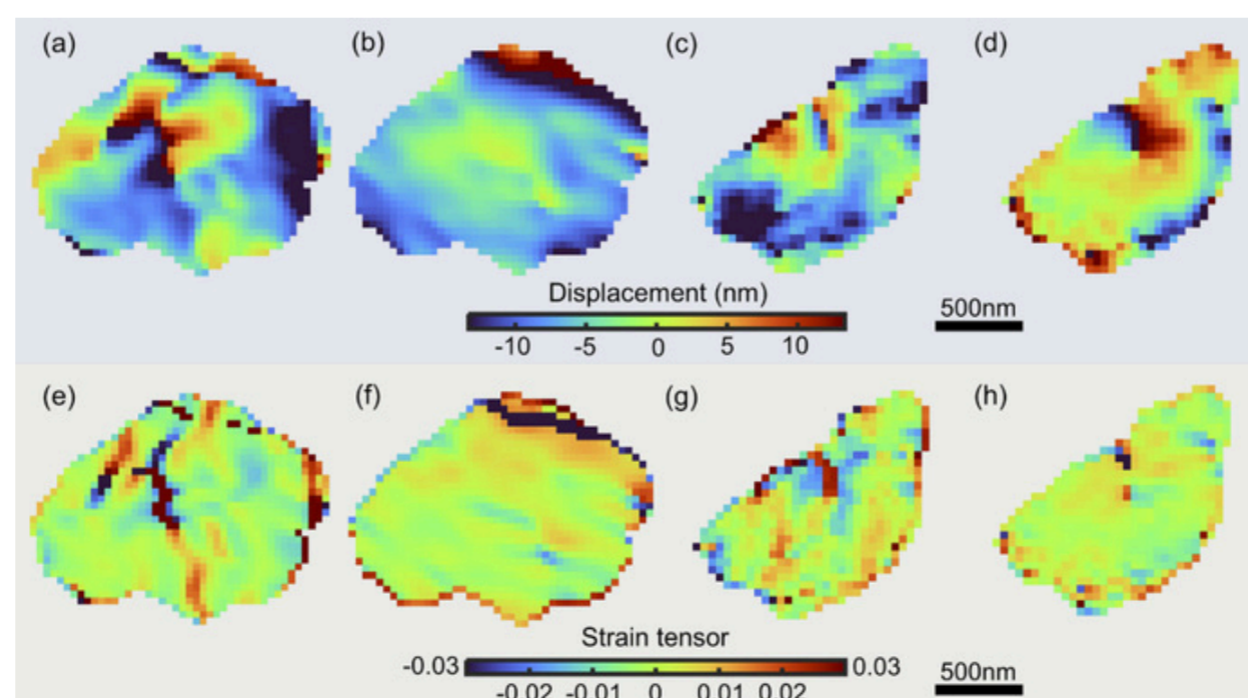 (a) (b) (c) (d)
Displacement (nm)
500nm
-10 -5 0 5 10
(e) (f) (g) (h)
Strain tensor
-0.03 0.03
500nm
-0.02 -0.01 0 0.01 0.02